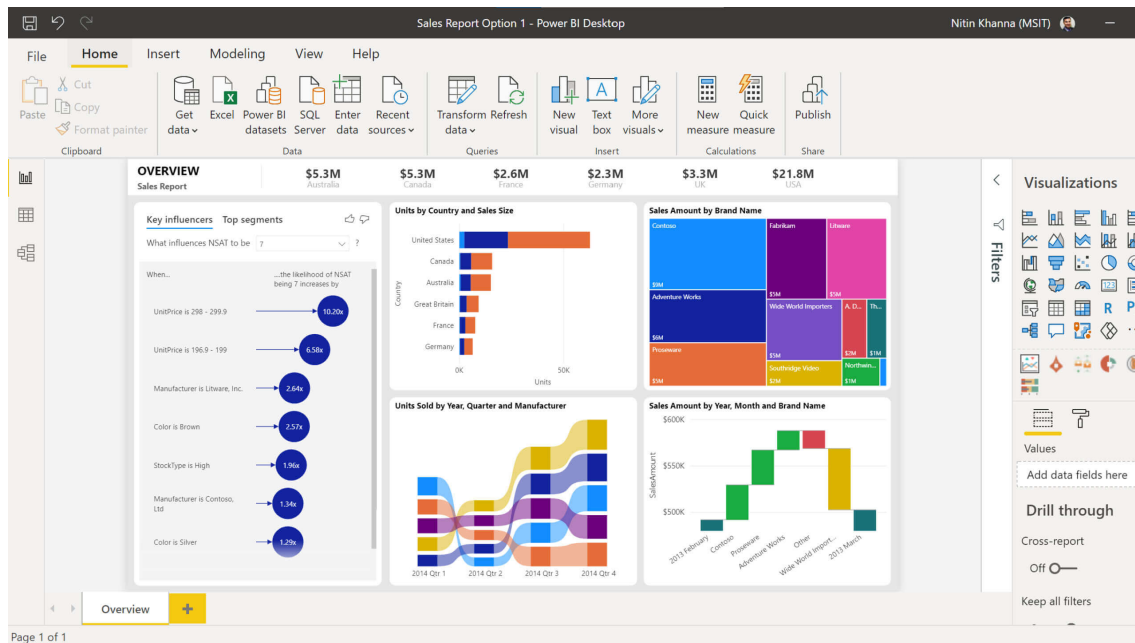 Sales Report Option 1 - Power BI Desktop
Nitin Khanna (MSIT)
File Home Insert Modeling View Help
Paste
Cut
Copy
Format painter
Get data
Excel
Power BI datasets
SQL Server
Enter data
Recent sources
Transform data
Refresh
New visual
Text box
More visuals
New measure
Quick measure
Publish
Clipboard Data Queries Insert Calculations Share
OVERVIEW
Sales Report
$5.3M $5.3M $2.6M $2.3M $3.3M $21.8M
Australia Canada France Germany UK USA
Key influencers Top segments
What influences NSAT to be 7 ?
When... ...the likelihood of NSAT
being 7 increases by
UnitPrice is 298 - 299.9 10.20x
UnitPrice is 196.9 - 199 6.58x
Manufacturer is Litware, Inc. 2.64x
Color is Brown 2.57x
StockType is High 1.96x
Manufacturer is Contoso,
Ltd 1.34x
Color is Silver 1.29x
Units by Country and Sales Size
Country
United States
Canada
Australia
Great Britain
France
Germany
0K 50K
Units
Sales Amount by Brand Name
Contoso
$9M
Adventure Works
$6M
Proseware
$5M
Fabrikam
$5M
Litware
$5M
Wide World Importers
$5M
A. D...
$2M
Th...
$1M
Southridge Video
$2M
Northwin...
$1M
Units Sold by Year, Quarter and Manufacturer
2014 Qtr 1 2014 Qtr 2 2014 Qtr 3 2014 Qtr 4
Sales Amount by Year, Month and Brand Name
SalesAmount
$600K
$550K
$500K
2013 February
Contoso
Proseware
Adventure Works
Other
Wide World Import...
2013 March
Filters
Visualizations
123
R
Values
Add data fields here
Drill through
Cross-report
Off
Keep all filters
Overview
Page 1 of 1